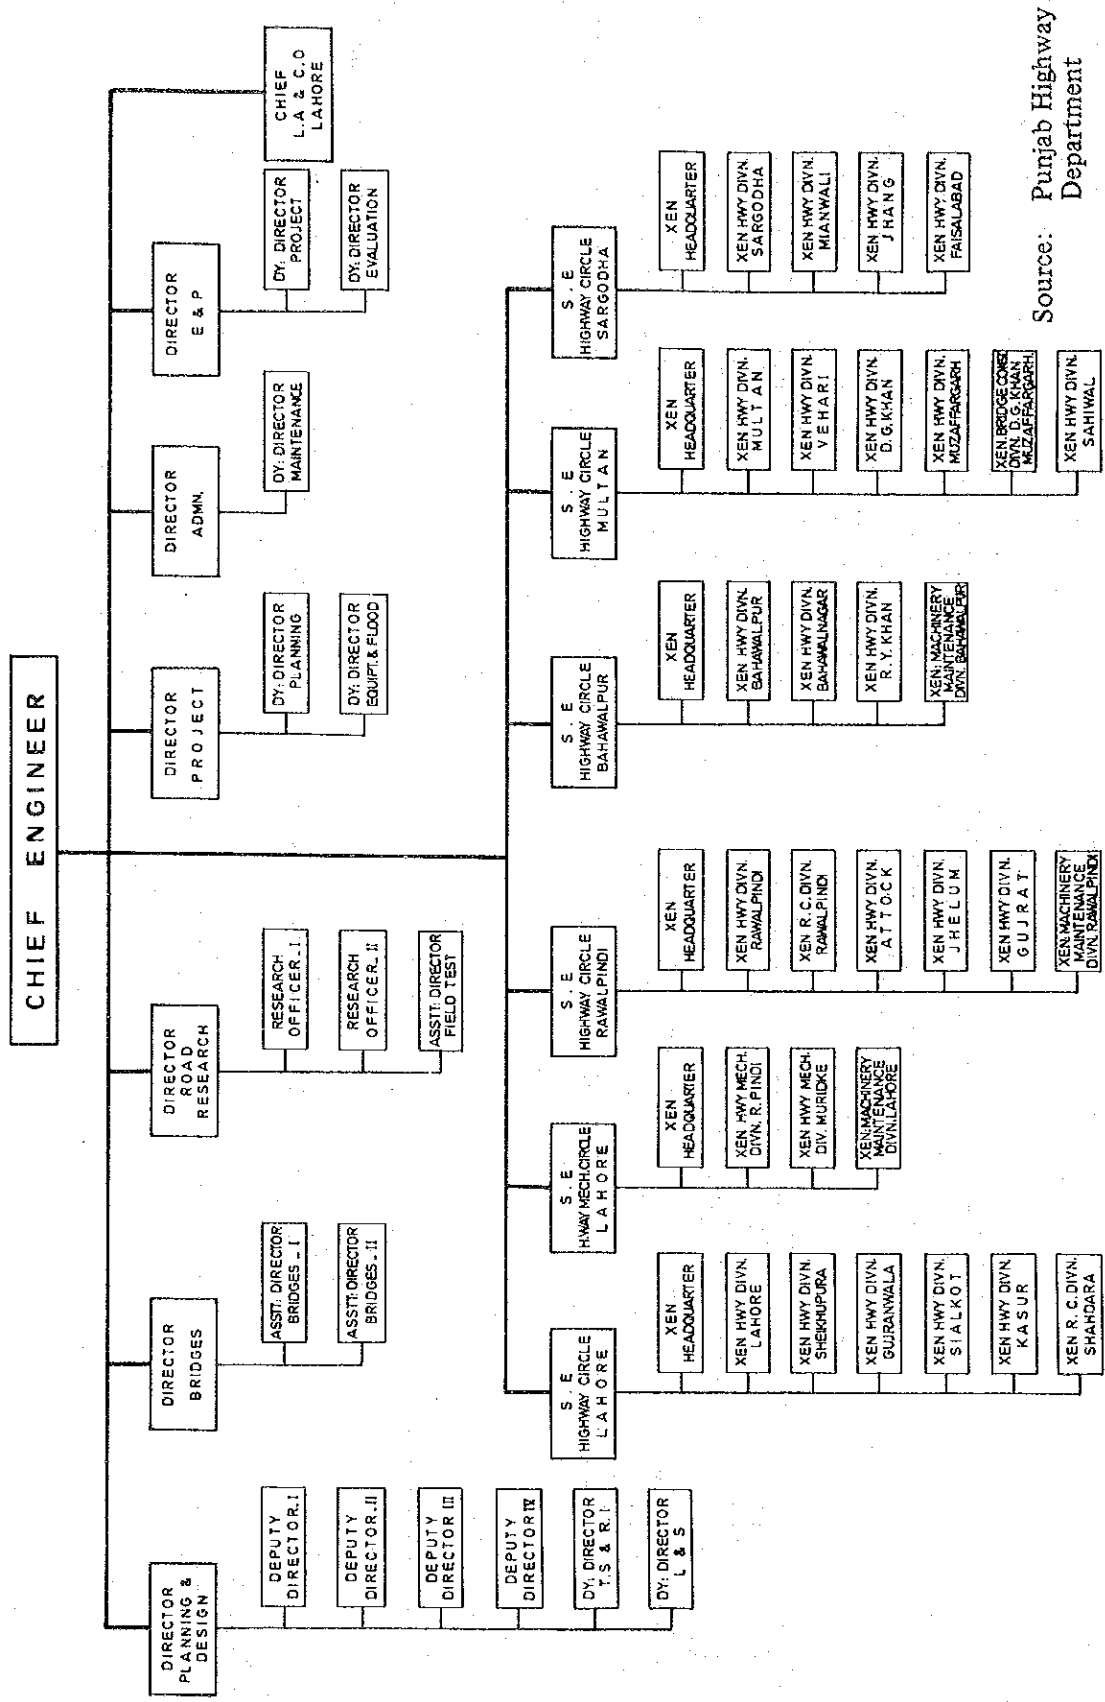 CHIEF ENGINEER
DIRECTOR
PLANNING &
DESIGN
DEPUTY
DIRECTOR.I
DEPUTY
DIRECTOR.II
DEPUTY
DIRECTOR III
DEPUTY
DIRECTOR IV
DY: DIRECTOR
T.S & R.I.
DY: DIRECTOR
L & S
DIRECTOR
BRIDGES
ASSTT: DIRECTOR
BRIDGES _ I
ASSTT: DIRECTOR
BRIDGES _ II
DIRECTOR
ROAD
RESEARCH
RESEARCH
OFFICER _ I
RESEARCH
OFFICER _ II
ASSTT: DIRECTOR
FIELD TEST
DIRECTOR
PROJECT
DY: DIRECTOR
PLANNING
DY: DIRECTOR
EQUIPT. & FLOOD
DIRECTOR
ADMN.
DY: DIRECTOR
MAINTENANCE
DIRECTOR
E & P
DY: DIRECTOR
PROJECT
DY: DIRECTOR
EVALUATION
CHIEF
L.A & C.O
LAHORE
S . E
HIGHWAY CIRCLE
LAHORE
XEN
HEADQUARTER
XEN HWY DIVN.
LAHORE
XEN HWY DIVN.
SHEIKHUPURA
XEN HWY DIVN.
GUJRANWALA
XEN HWY DIVN.
SIALKOT
XEN HWY DIVN.
KASUR
XEN R.C. DIVN.
SHAHDARA
S . E
H.WAY MECH. CIRCLE
LAHORE
XEN
HEADQUARTER
XEN HWY MECH.
DIVN. R. PINDI
XEN HWY MECH.
DIV. MURIDKE
XEN: MACHINERY
MAINTENANCE
DIVN. LAHORE
S . E
HIGHWAY CIRCLE
RAWALPINDI
XEN
HEADQUARTER
XEN HWY DIVN.
RAWALPINDI
XEN R.C. DIVN.
RAWALPINDI
XEN HWY DIVN.
ATTOCK
XEN HWY DIVN.
JHELUM
XEN HWY DIVN.
GUJRAT
XEN: MACHINERY
MAINTENANCE
DIVN. RAWALPINDI
S . E
HIGHWAY CIRCLE
BAHAWALPUR
XEN
HEADQUARTER
XEN HWY DIVN.
BAHAWALPUR
XEN HWY DIVN.
BAHAWALNAGAR
XEN HWY DIVN.
R. Y. KHAN
XEN: MACHINERY
MAINTENANCE
DIVN. BAHAWALPUR
S . E
HIGHWAY CIRCLE
MULTAN
XEN
HEADQUARTER
XEN HWY DIVN.
MULTAN
XEN HWY DIVN.
VEHARI
XEN HWY DIVN.
D.G.KHAN
XEN HWY DIVN.
MUZAFFARGARH
XEN. BRIDGE CONST.
DIVN. D.G. KHAN
MUZAFFARGARH.
XEN HWY DIVN.
SAHIWAL
S . E
HIGHWAY CIRCLE
SARGODHA
XEN
HEADQUARTER
XEN HWY DIVN.
SARGODHA
XEN HWY DIVN.
MIANWALI
XEN HWY DIVN.
JHANG
XEN HWY DIVN.
FAISALABAD
Source: Punjab Highway
Department